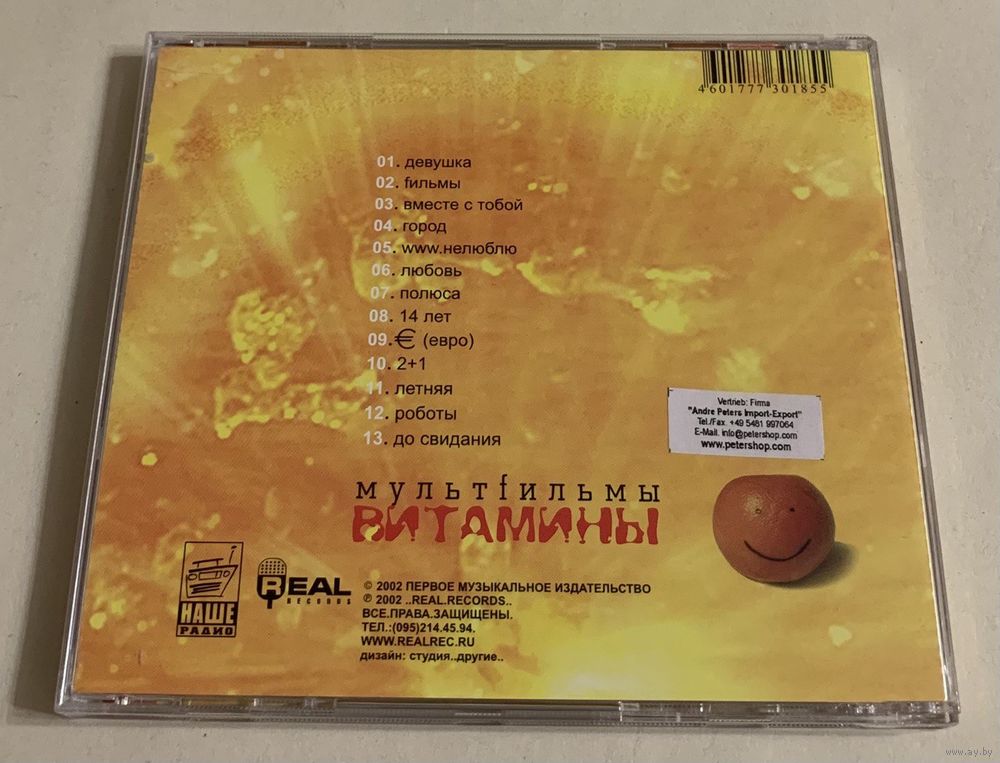 4601777 301855
01. девушка
02. fильмы
03. вместе с тобой
04. город
05. www.нелюблю
06. любовь
07. полюса
08. 14 лет
09. € (евро)
10. 2+1
11. летняя
12. роботы
13. до свидания
Vertrieb: Firma
"Andre Peters Import-Export"
Tel./Fax. +49 5481 997064
E-Mail. info@petershop.com
www.petershop.com
мультfильмы
ВИТАМИНЫ
НАШЕ
РАДИО
REAL
RECORDS
© 2002 ПЕРВОЕ МУЗЫКАЛЬНОЕ ИЗДАТЕЛЬСТВО
℗ 2002 ..REAL.RECORDS..
ВСЕ.ПРАВА.ЗАЩИЩЕНЫ.
ТЕЛ.:(095)214.45.94.
WWW.REALREC.RU
дизайн: студия..другие..
www.ay.by